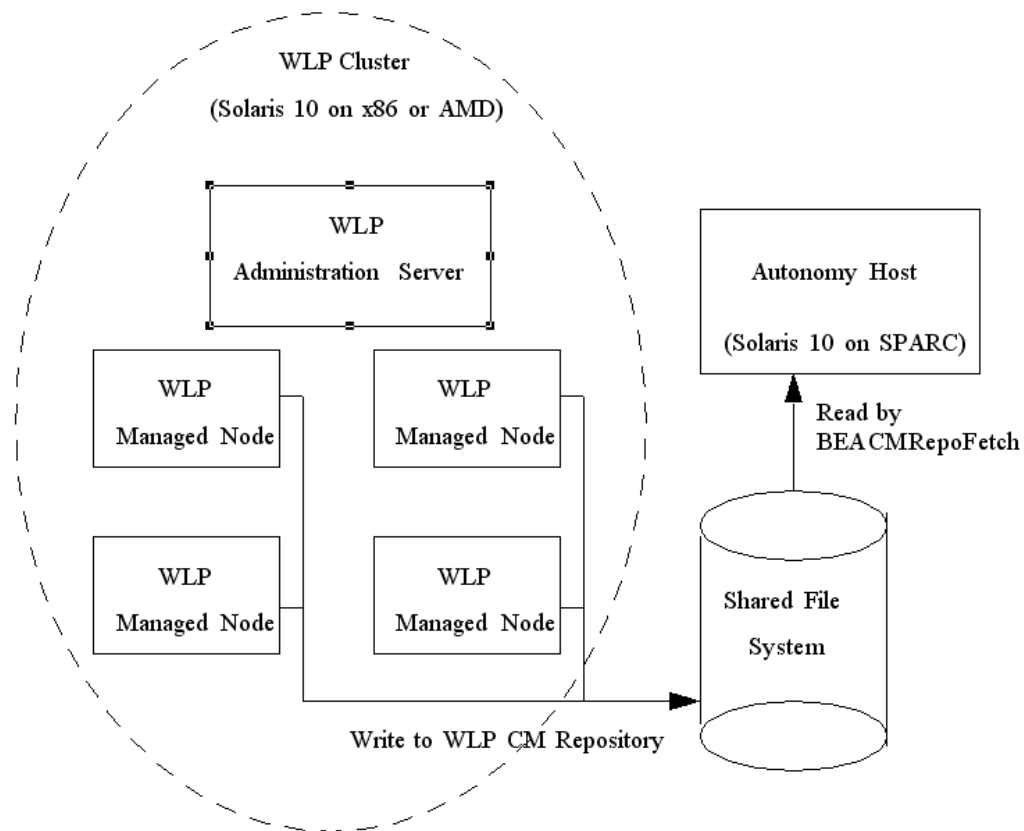 WLP Cluster
(Solaris 10 on x86 or AMD)
WLP
Administration Server
Autonomy Host
(Solaris 10 on SPARC)
WLP
Managed Node
WLP
Managed Node
Read by
BEACMRepoFetch
WLP
Managed Node
WLP
Managed Node
Shared File
System
Write to WLP CM Repository